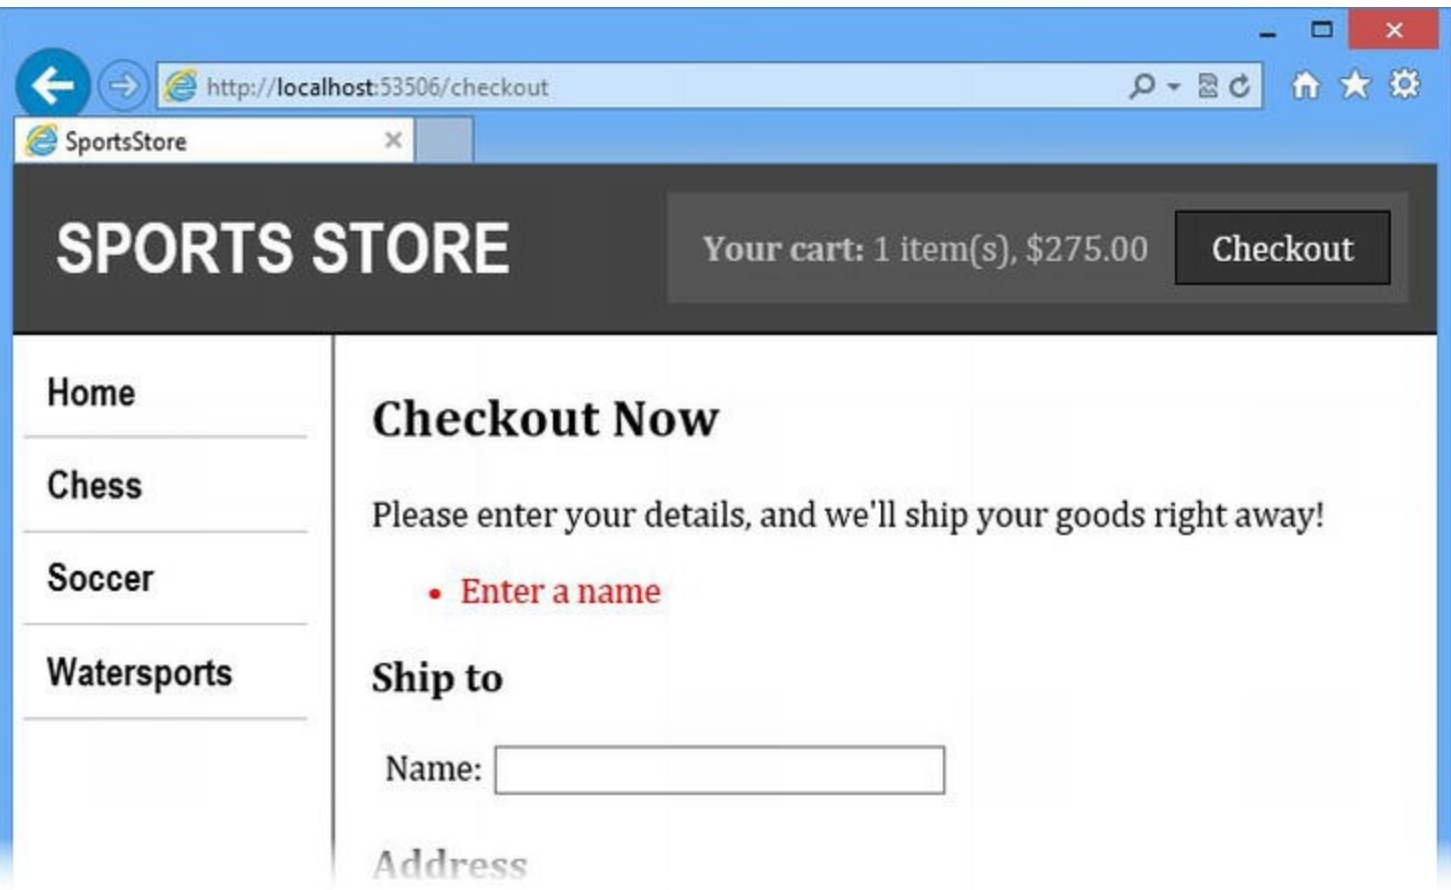 http://localhost:53506/checkout
SportsStore
SPORTS STORE
Your cart: 1 item(s), $275.00
Checkout
Home
Chess
Soccer
Watersports
Checkout Now
Please enter your details, and we'll ship your goods right away!
• Enter a name
Ship to
Name:
Address